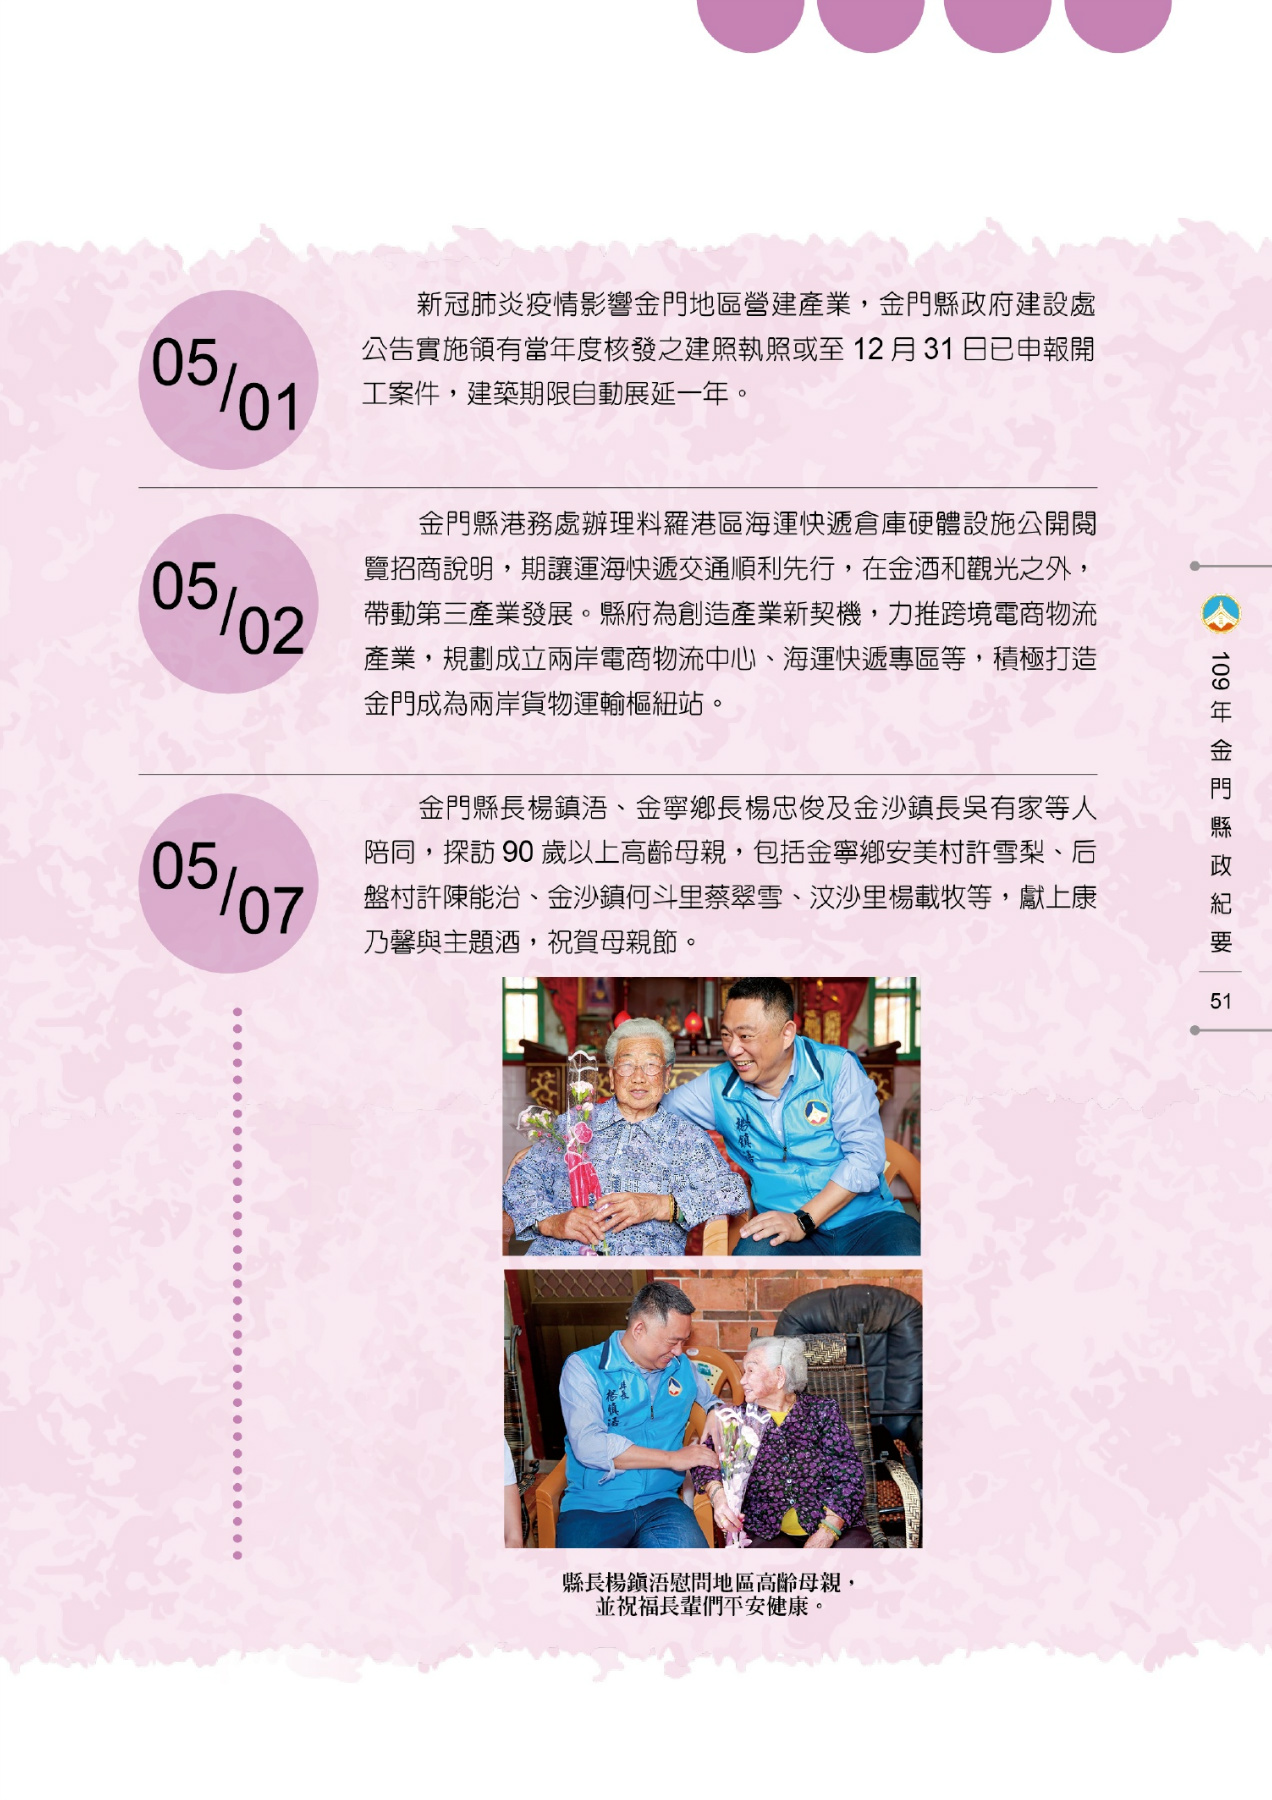 05/01
新冠肺炎疫情影響金門地區營建產業，金門縣政府建設處
公告實施領有當年度核發之建照執照或至 12 月 31 日已申報開
工案件，建築期限自動展延一年。
05/02
金門縣港務處辦理料羅港區海運快遞倉庫硬體設施公開閱
覽招商說明，期讓運海快遞交通順利先行，在金酒和觀光之外，
帶動第三產業發展。縣府為創造產業新契機，力推跨境電商物流
產業，規劃成立兩岸電商物流中心、海運快遞專區等，積極打造
金門成為兩岸貨物運輸樞紐站。
05/07
金門縣長楊鎮浯、金寧鄉長楊忠俊及金沙鎮長吳有家等人
陪同，探訪 90 歲以上高齡母親，包括金寧鄉安美村許雪梨、后
盤村許陳能治、金沙鎮何斗里蔡翠雪、汶沙里楊載牧等，獻上康
乃馨與主題酒，祝賀母親節。
楊鎮浯
縣長
楊鎮浯
縣長楊鎮浯慰問地區高齡母親，
並祝福長輩們平安健康。
109年金門縣政紀要
51